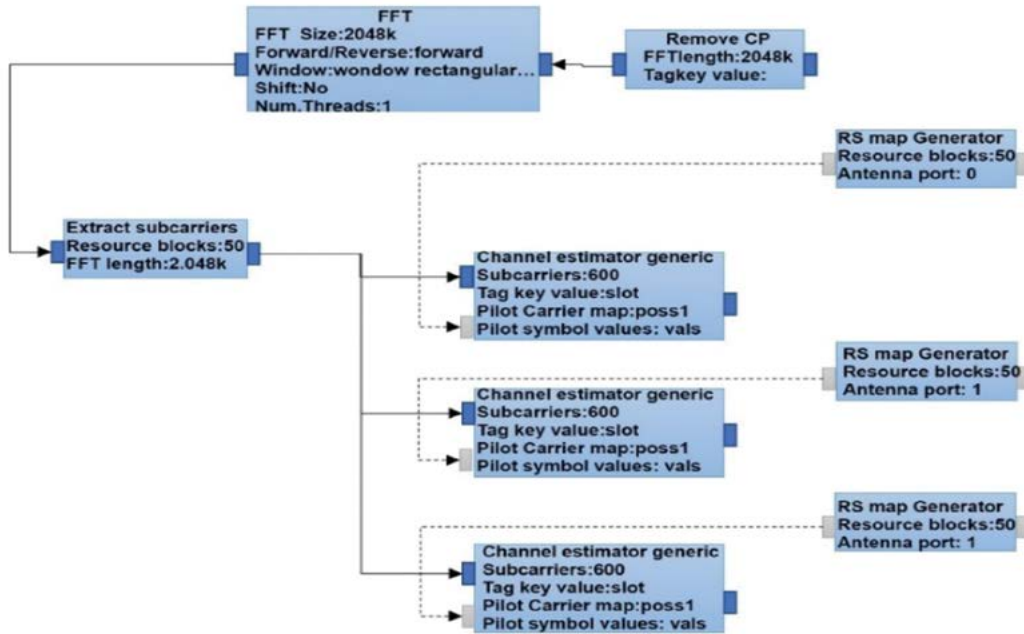 FFT
FFT Size:2048k
Forward/Reverse:forward
Window:wondow rectangular...
Shift:No
Num.Threads:1
Remove CP
FFTlength:2048k
Tagkey value:
RS map Generator
Resource blocks:50
Antenna port: 0
Extract subcarriers
Resource blocks:50
FFT length:2.048k
Channel estimator generic
Subcarriers:600
Tag key value:slot
Pilot Carrier map:poss1
Pilot symbol values: vals
RS map Generator
Resource blocks:50
Antenna port: 1
Channel estimator generic
Subcarriers:600
Tag key value:slot
Pilot Carrier map:poss1
Pilot symbol values: vals
RS map Generator
Resource blocks:50
Antenna port: 1
Channel estimator generic
Subcarriers:600
Tag key value:slot
Pilot Carrier map:poss1
Pilot symbol values: vals